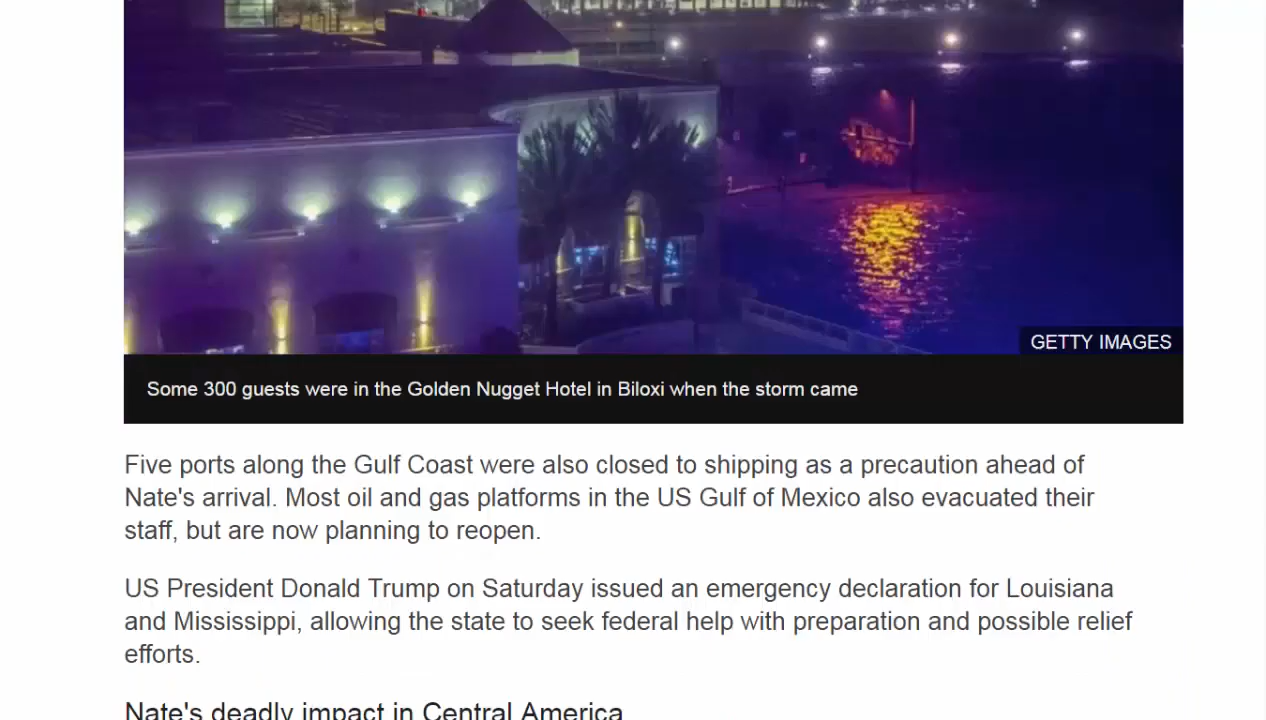 GETTY IMAGES
Some 300 guests were in the Golden Nugget Hotel in Biloxi when the storm came
Five ports along the Gulf Coast were also closed to shipping as a precaution ahead of
Nate's arrival. Most oil and gas platforms in the US Gulf of Mexico also evacuated their
staff, but are now planning to reopen.
US President Donald Trump on Saturday issued an emergency declaration for Louisiana
and Mississippi, allowing the state to seek federal help with preparation and possible relief
efforts.
Nate's deadly impact in Central America